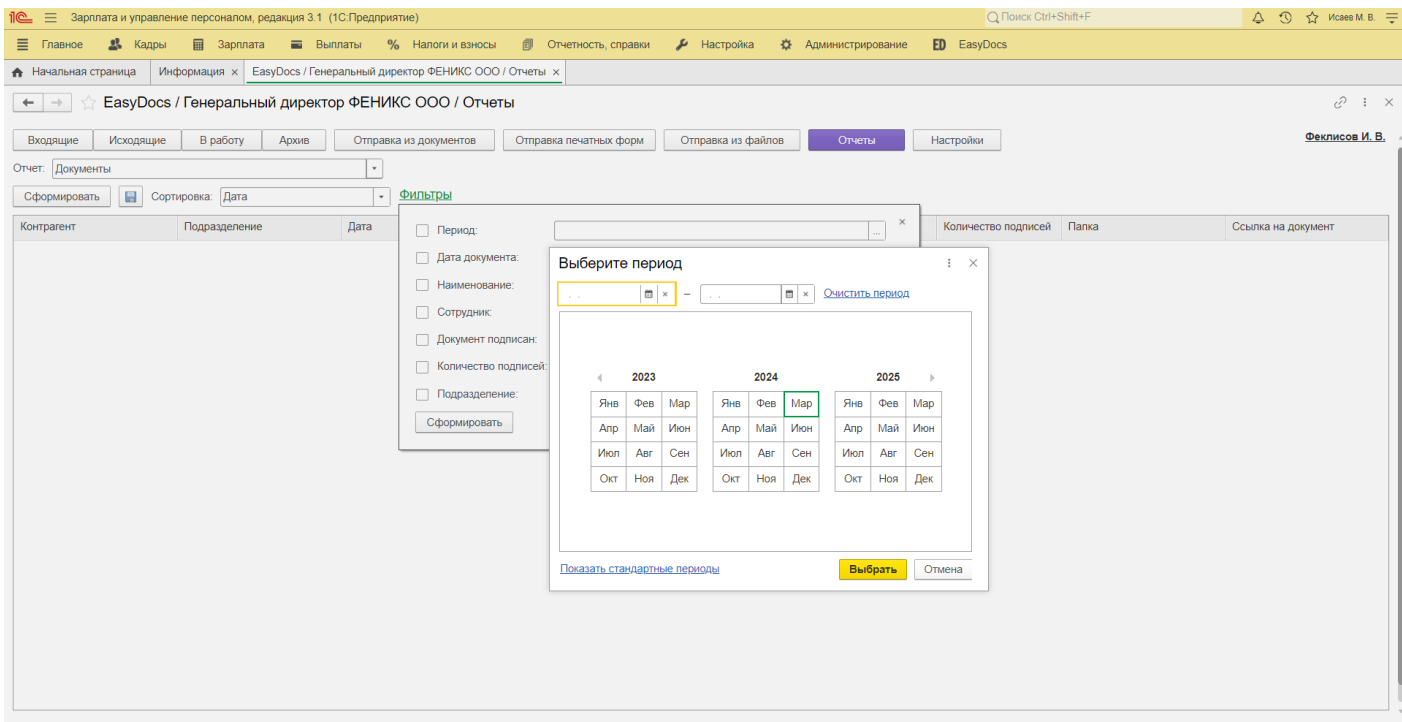 1С Зарплата и управление персоналом, редакция 3.1 (1С:Предприятие) Поиск Ctrl+Shift+F Исаев М. В.
Главное Кадры Зарплата Выплаты % Налоги и взносы Отчетность, справки Настройка Администрирование ED EasyDocs
Начальная страница Информация × EasyDocs / Генеральный директор ФЕНИКС ООО / Отчеты ×
EasyDocs / Генеральный директор ФЕНИКС ООО / Отчеты
Входящие Исходящие В работу Архив Отправка из документов Отправка печатных форм Отправка из файлов Отчеты Настройки Феклисов И. В.
Отчет: Документы
Сформировать Сортировка: Дата Фильтры
Контрагент Подразделение Дата Количество подписей Папка Ссылка на документ
Период: ...
Дата документа:
Наименование:
Сотрудник:
Документ подписан:
Количество подписей:
Подразделение:
Сформировать
Выберите период
. . × – . . × Очистить период
2023 2024 2025
Янв Фев Мар Янв Фев Мар Янв Фев Мар
Апр Май Июн Апр Май Июн Апр Май Июн
Июл Авг Сен Июл Авг Сен Июл Авг Сен
Окт Ноя Дек Окт Ноя Дек Окт Ноя Дек
Показать стандартные периоды Выбрать Отмена